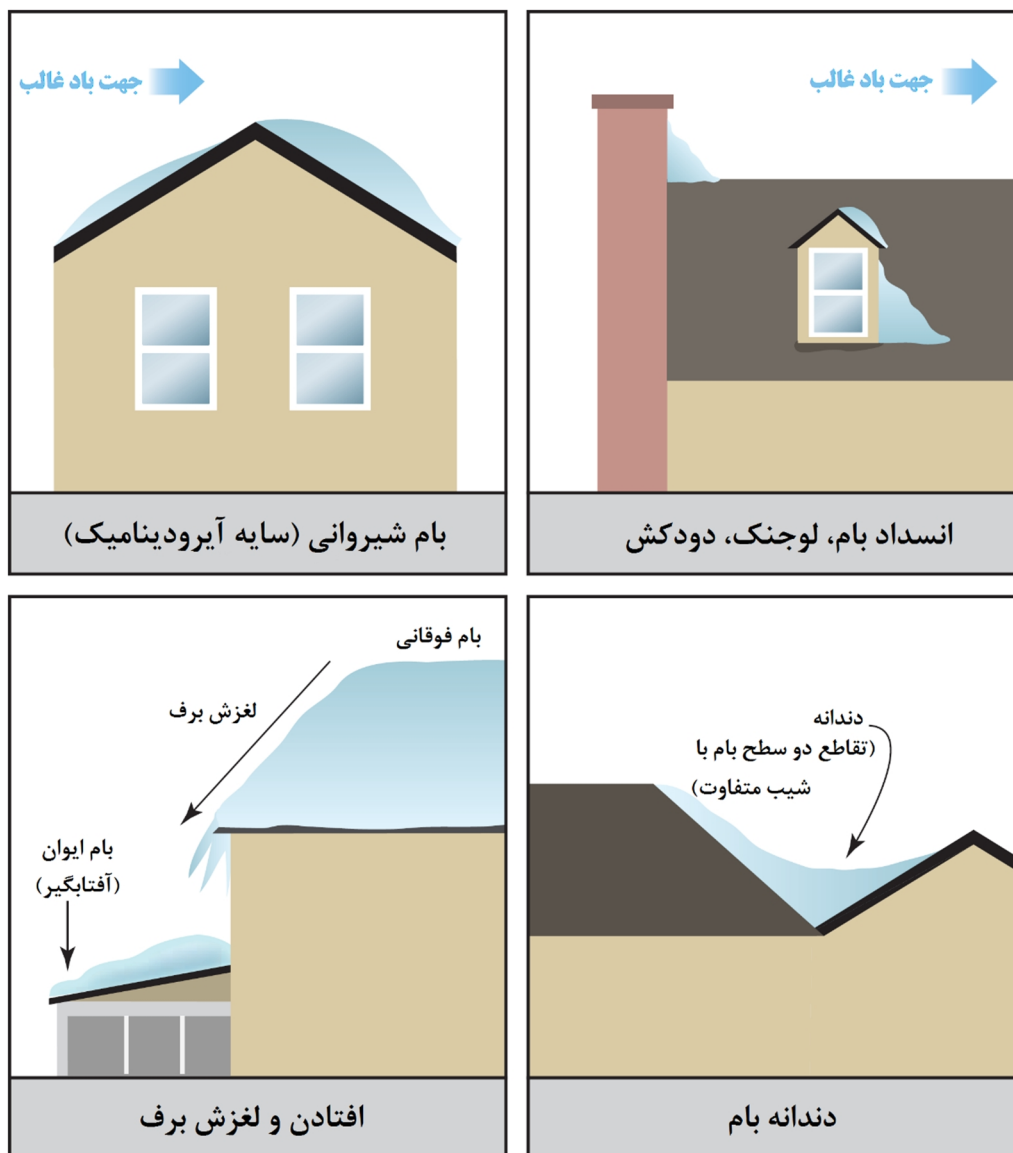 جهت باد غالب
انسداد بام، لوجنک، دودکش
جهت باد غالب
بام شیروانی (سایه آیرودینامیک)
دندانه
(تقاطع دو سطح بام با
شیب متفاوت)
دندانه بام
بام فوقانی
لغزش برف
بام ایوان
(آفتابگیر)
افتادن و لغزش برف